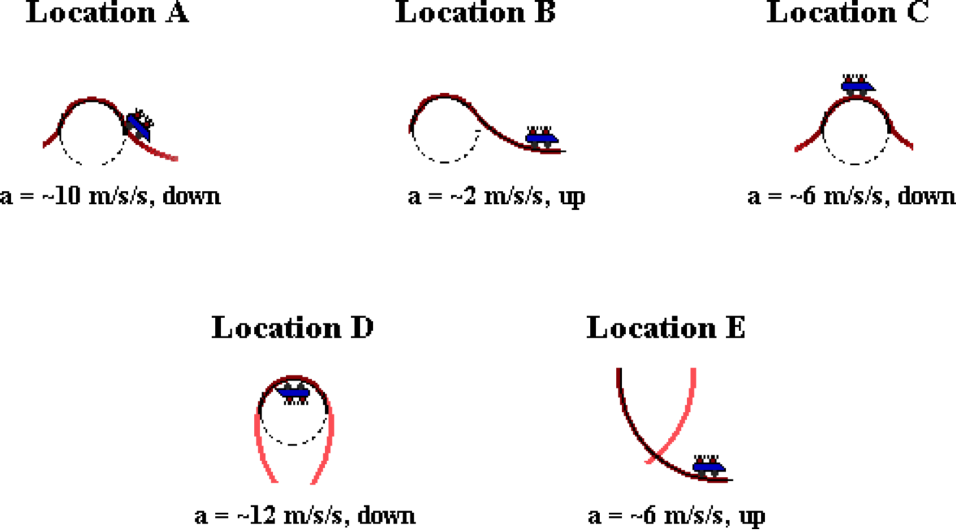 Location A
Location B
Location C
a = ~10 m/s/s, down
a = ~2 m/s/s, up
a = ~6 m/s/s, down
Location D
Location E
a = ~12 m/s/s, down
a = ~6 m/s/s, up